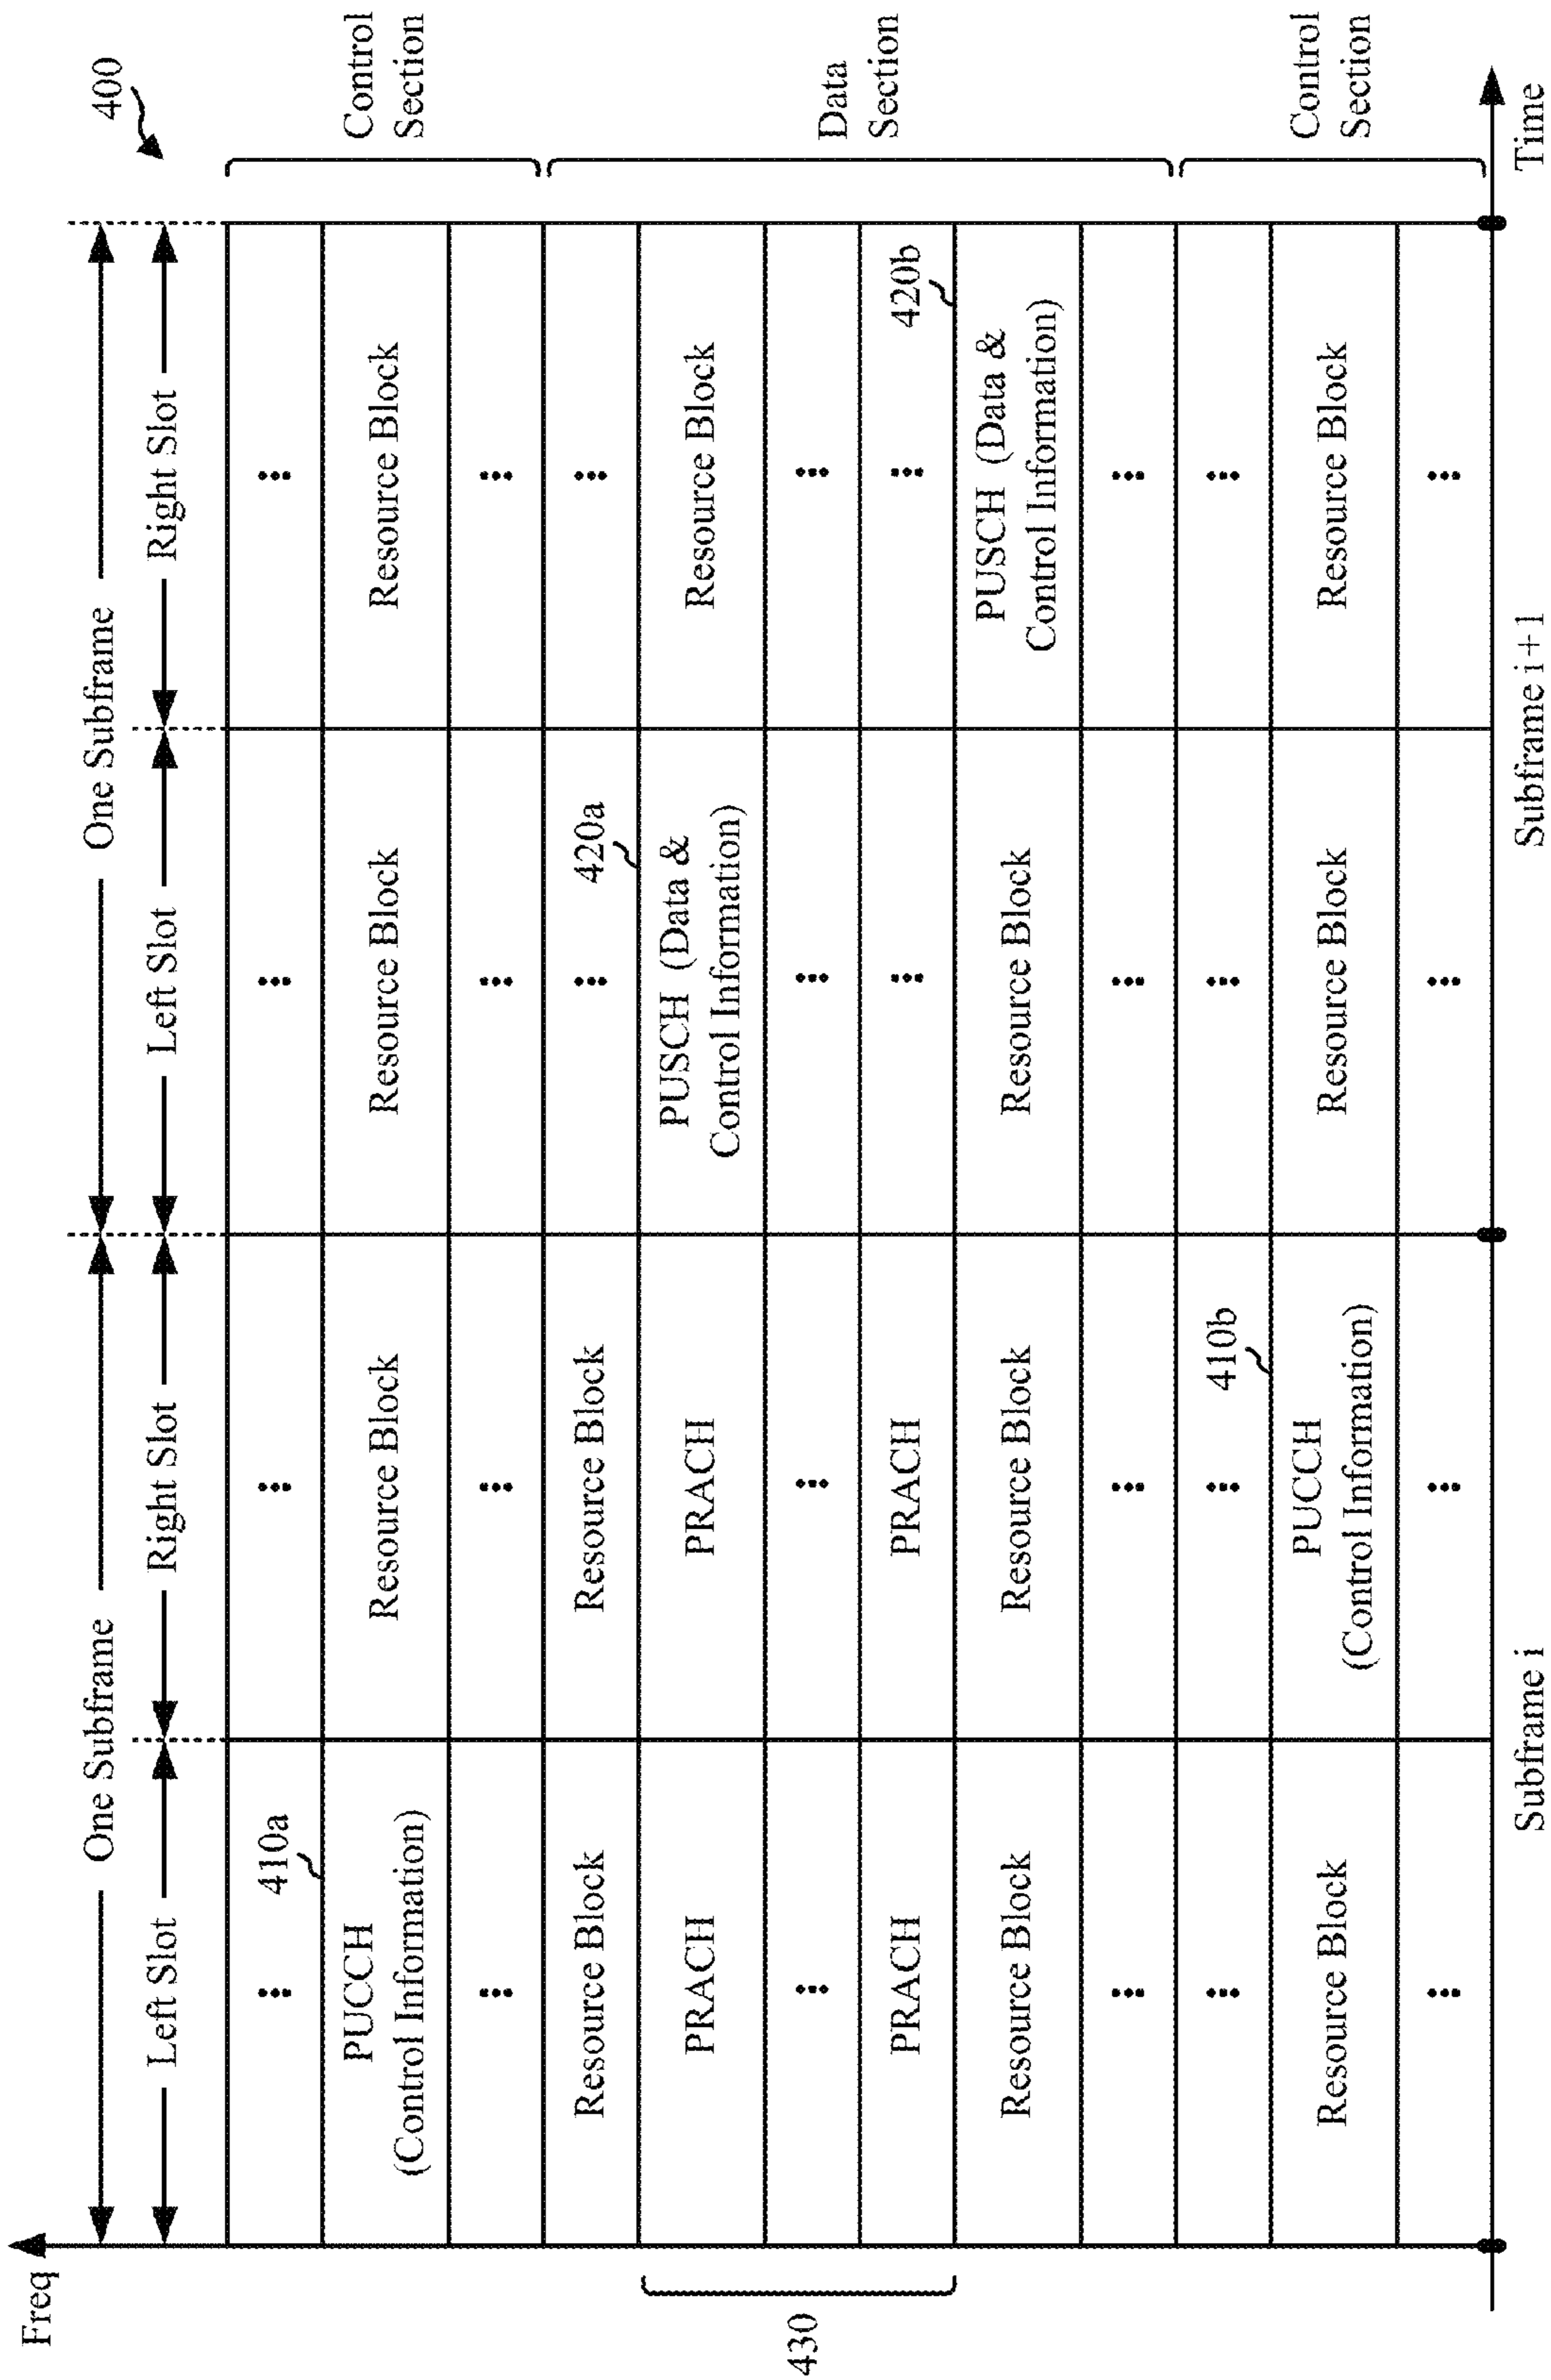 400
Freq
One Subframe
One Subframe
Left Slot
Right Slot
Left Slot
Right Slot
...
...
...
...
410a
PUCCH
(Control Information)
Resource Block
Resource Block
Resource Block
Control
Section
...
...
...
...
Resource Block
Resource Block
...
...
420a
430
PRACH
PRACH
PUSCH (Data &
Control Information)
Resource Block
...
...
...
...
Data
Section
PRACH
PRACH
...
...
420b
Resource Block
Resource Block
Resource Block
PUSCH (Data &
Control Information)
...
...
...
...
...
...
...
...
410b
Resource Block
PUCCH
(Control Information)
Resource Block
Resource Block
Control
Section
...
...
...
...
Subframe i
Subframe i + 1
Time